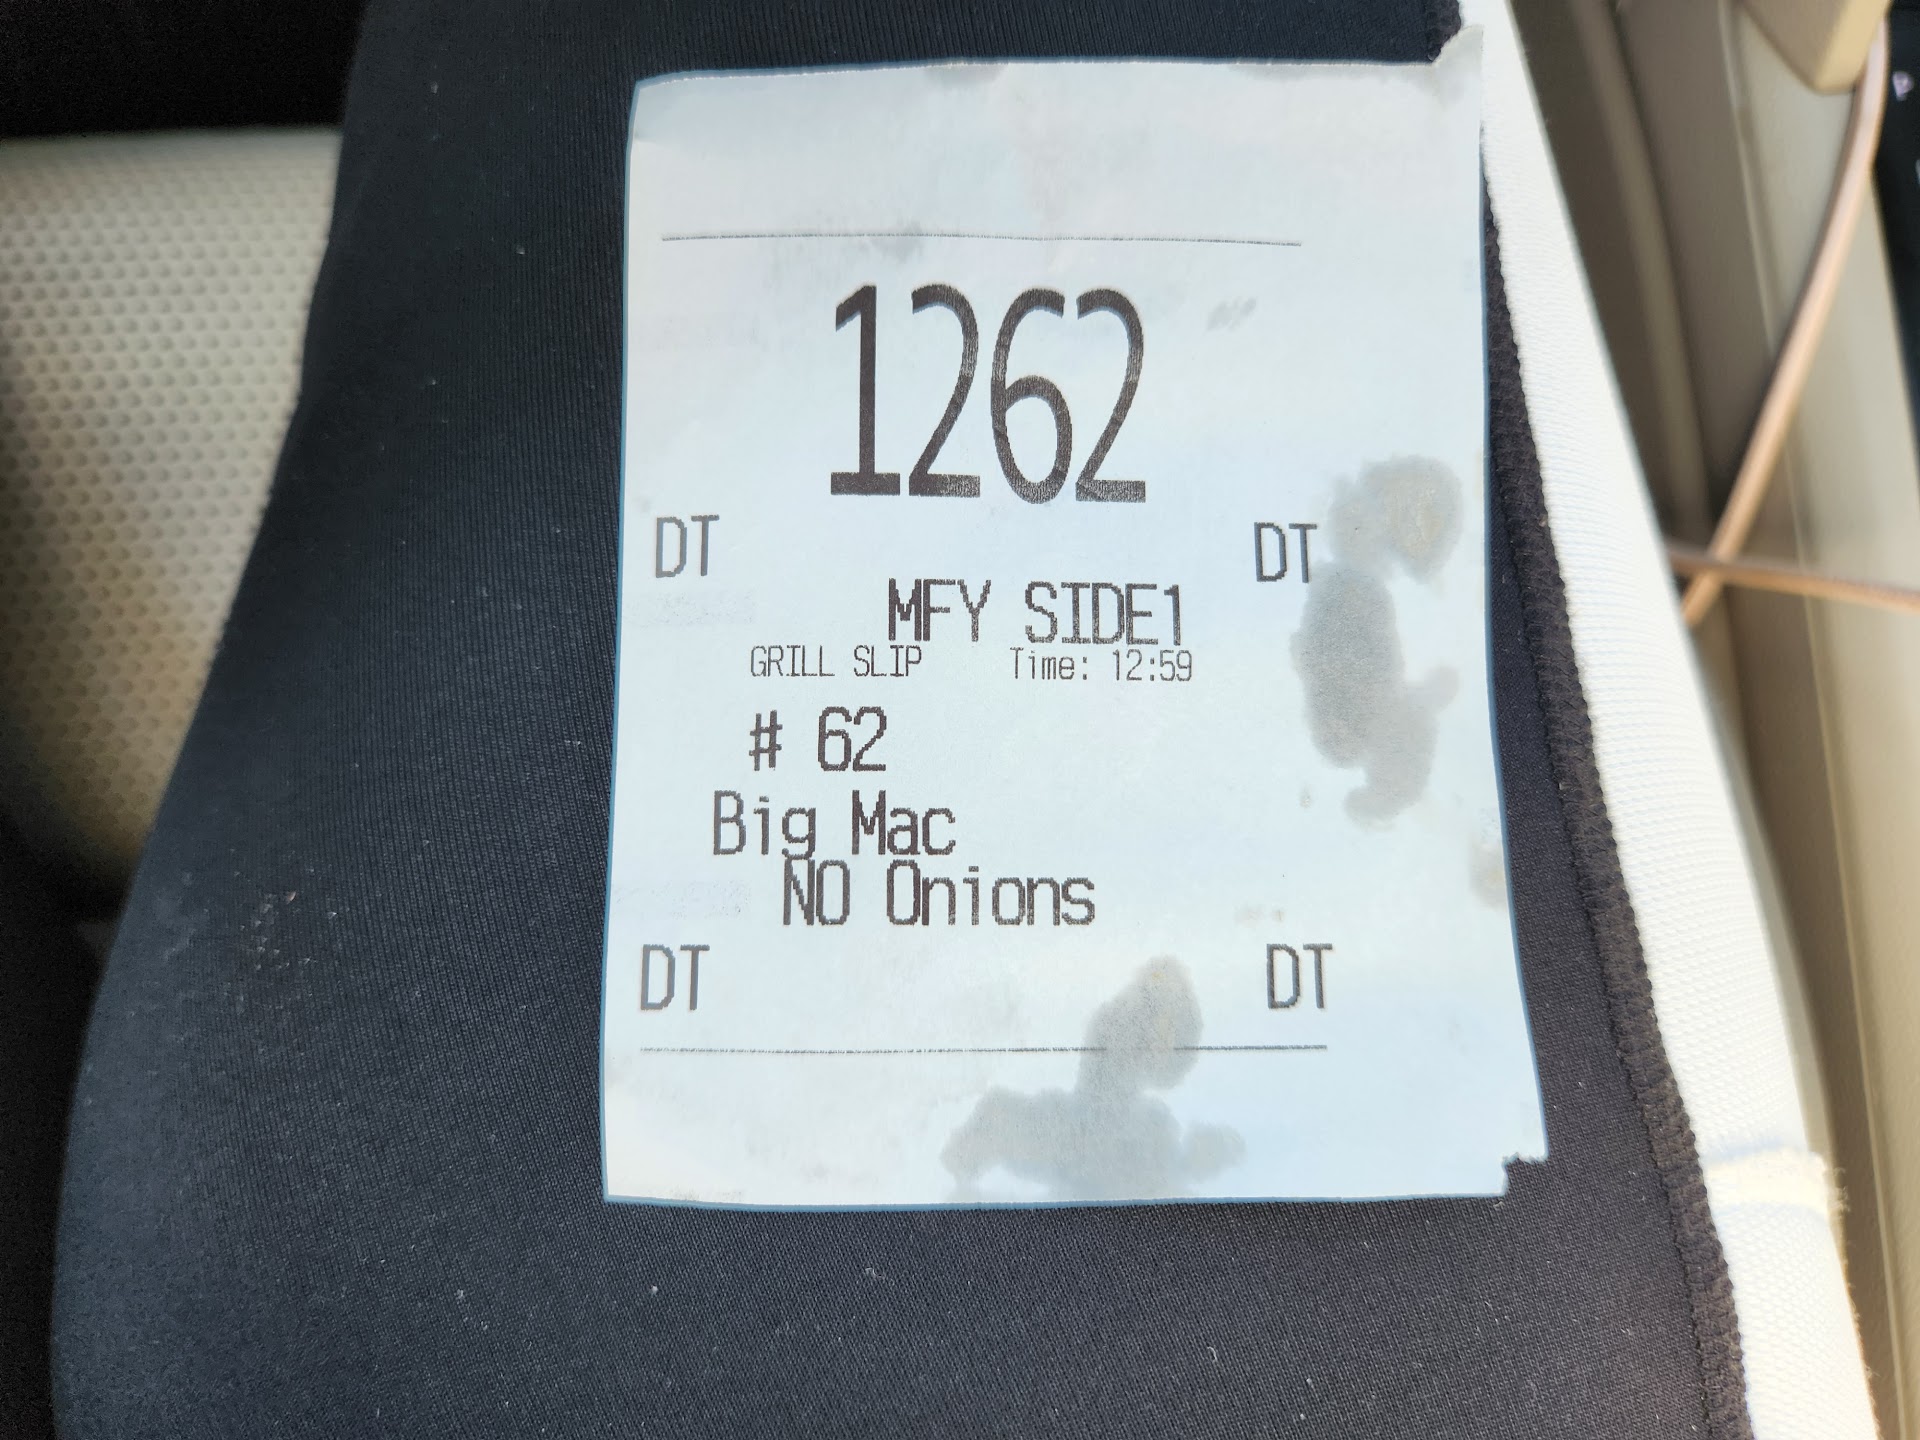 1262
DT DT
MFY SIDE1
GRILL SLIP Time: 12:59
# 62
Big Mac
NO Onions
DT DT